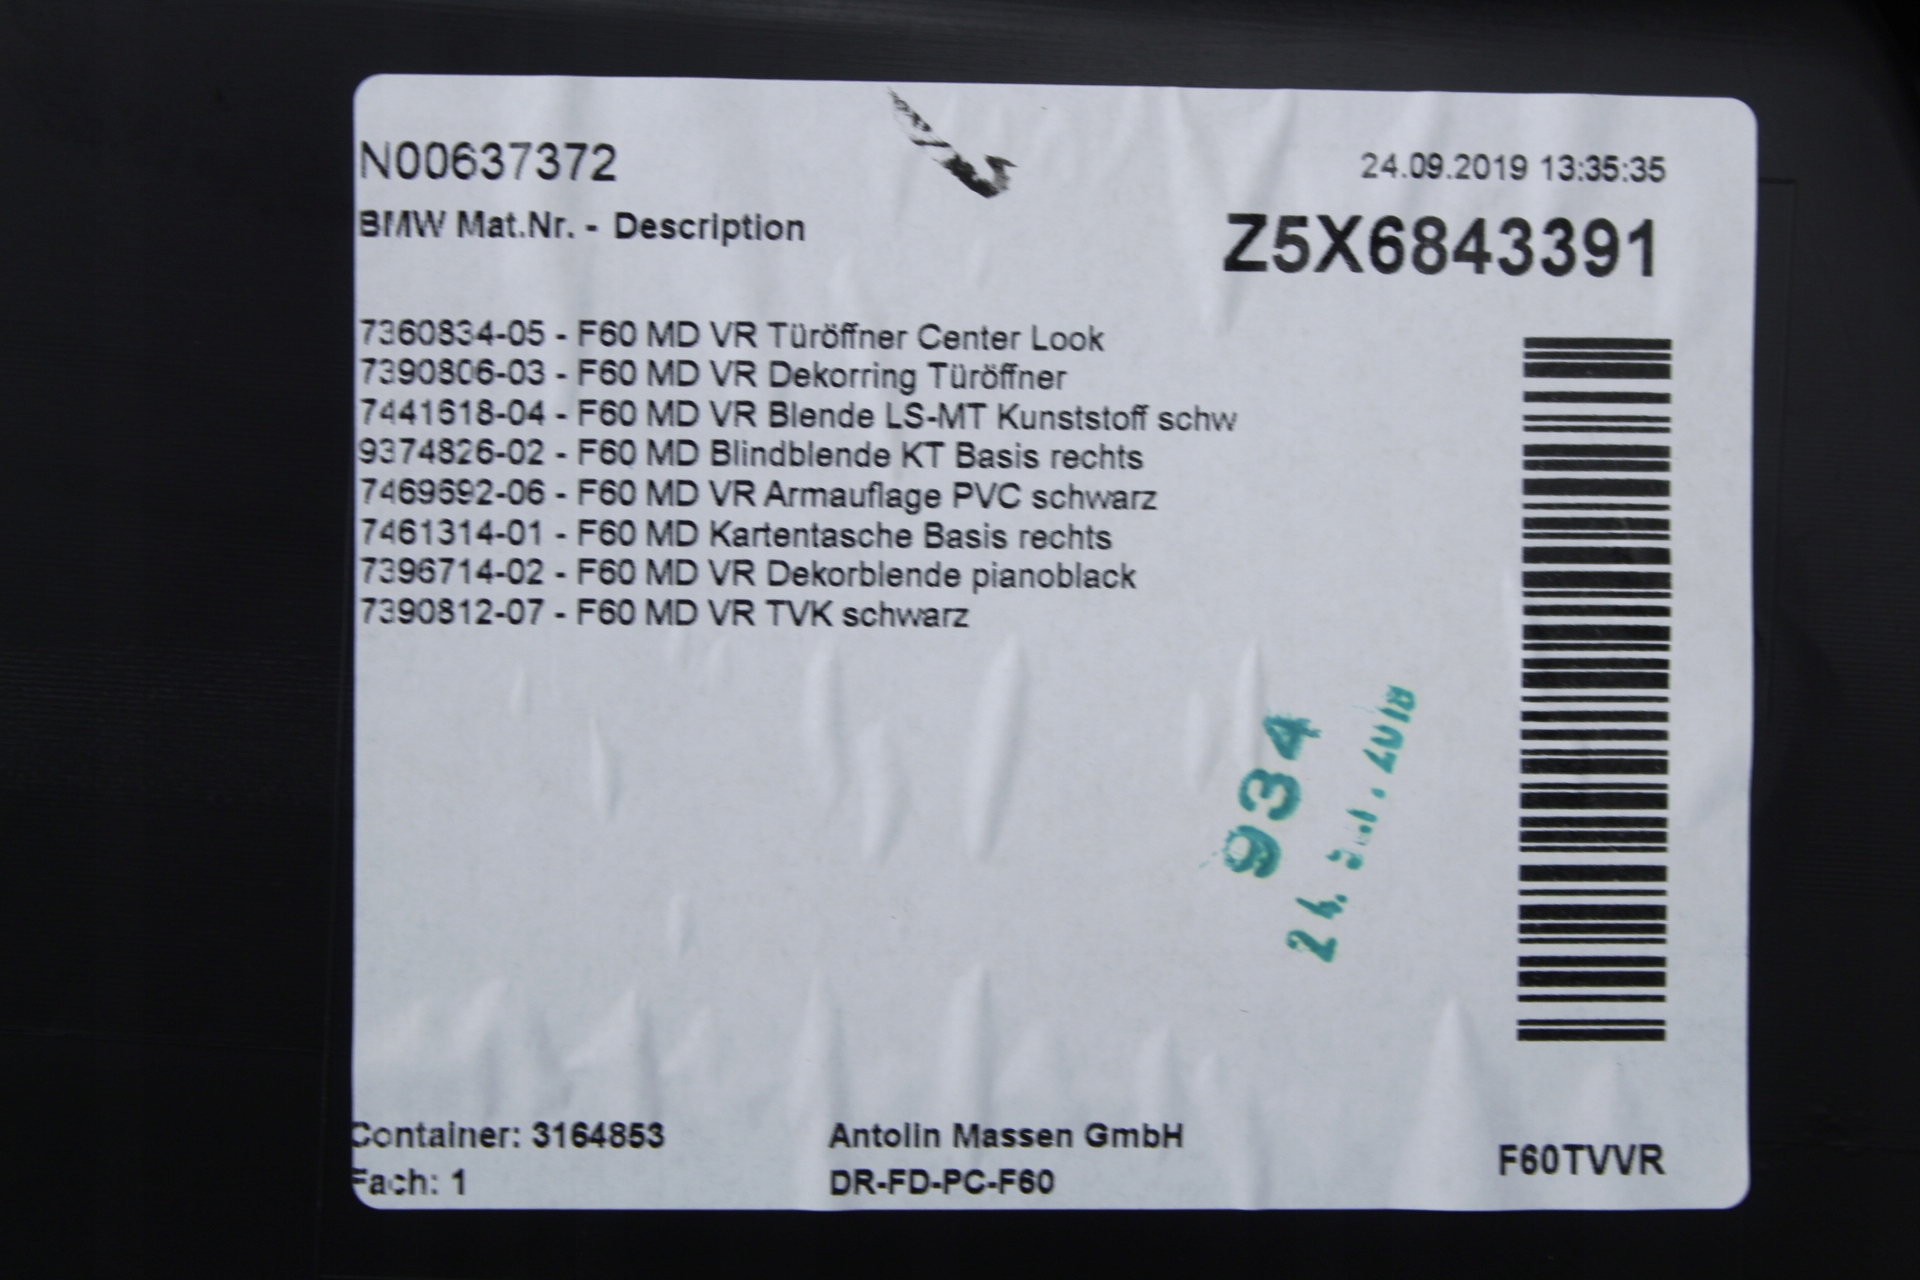 N00637372
24.09.2019 13:35:35
BMW Mat.Nr. - Description
Z5X6843391
7360834-05 - F60 MD VR Türöffner Center Look
7390806-03 - F60 MD VR Dekorring Türöffner
7441618-04 - F60 MD VR Blende LS-MT Kunststoff schw
9374826-02 - F60 MD Blindblende KT Basis rechts
7469692-06 - F60 MD VR Armauflage PVC schwarz
7461314-01 - F60 MD Kartentasche Basis rechts
7396714-02 - F60 MD VR Dekorblende pianoblack
7390812-07 - F60 MD VR TVK schwarz
934
24.
Container: 3164853
Antolin Massen GmbH
F60TVVR
Fach: 1
DR-FD-PC-F60